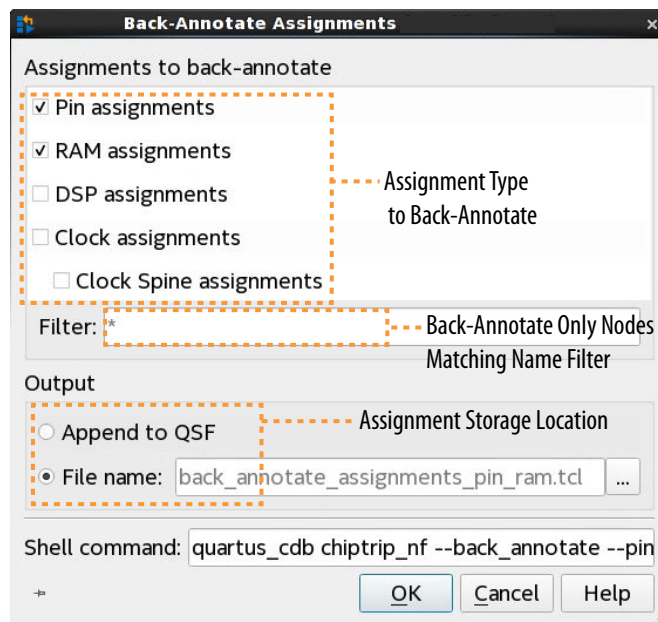 Back-Annotate Assignments
Assignments to back-annotate
Pin assignments
RAM assignments
DSP assignments
Clock assignments
Clock Spine assignments
Assignment Type
to Back-Annotate
Filter: *
Back-Annotate Only Nodes
Matching Name Filter
Output
Append to QSF
Assignment Storage Location
File name: back_annotate_assignments_pin_ram.tcl ...
Shell command: quartus_cdb chiptrip_nf --back_annotate --pin
OK Cancel Help